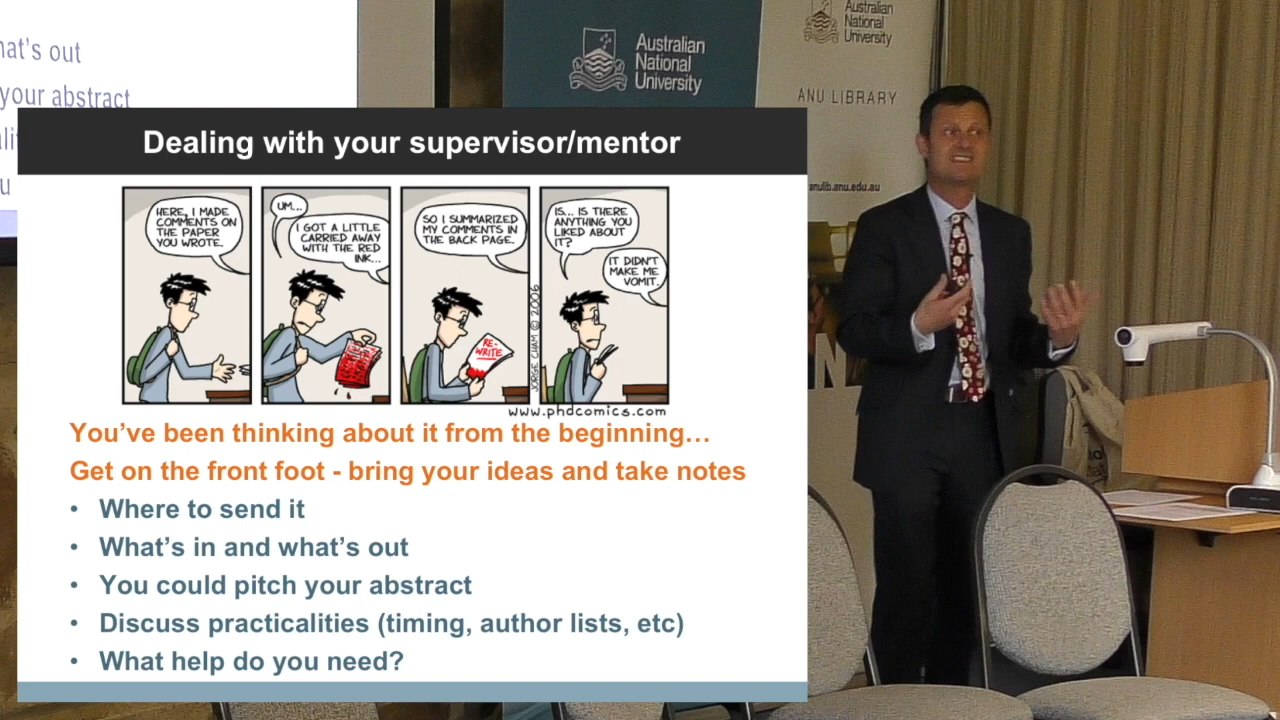 hat's out
your abstract
u
Australian
National
University
Australian
National
University
ANU LIBRARY
anulib.anu.edu.au
Dealing with your supervisor/mentor
HERE, I MADE
COMMENTS ON
THE PAPER
YOU WROTE.
UM...
I GOT A LITTLE
CARRIED AWAY
WITH THE RED
INK...
SO I SUMMARIZED
MY COMMENTS IN
THE BACK PAGE.
RE-
WRITE
IS... IS THERE
ANYTHING YOU
LIKED ABOUT
IT?
IT DIDN'T
MAKE ME
VOMIT.
JORGE CHAM © 2006
www.phdcomics.com
You've been thinking about it from the beginning…
Get on the front foot - bring your ideas and take notes
• Where to send it
• What's in and what's out
• You could pitch your abstract
• Discuss practicalities (timing, author lists, etc)
• What help do you need?